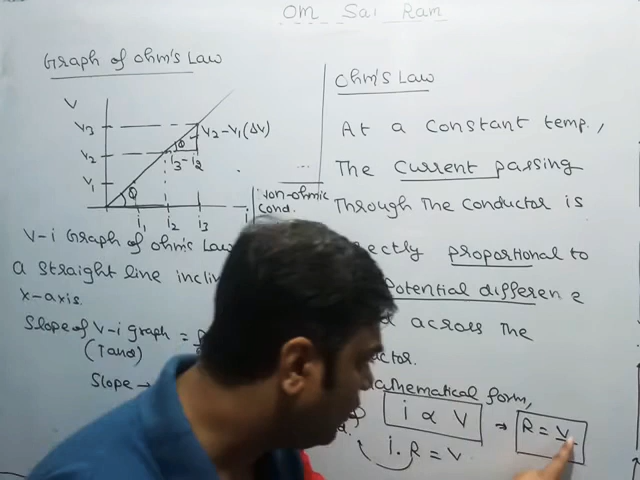 OM Sai Ram
Graph of ohm's Law
V
V3
V2
V1
θ
θ
V2-V1 (ΔV)
i3-i2
i1 i2 i3 i
Non-ohmic
Cond.
V-i Graph of ohm's Law
a straight line
x-axis.
Slope of V-i graph =
(Tanθ)
Slope →
Ohm's Law
At a constant temp.,
The Current passing
Through The conductor is
proportional to
Potential differen e
across The
form,
i ∝ V → R = V
i. R = V